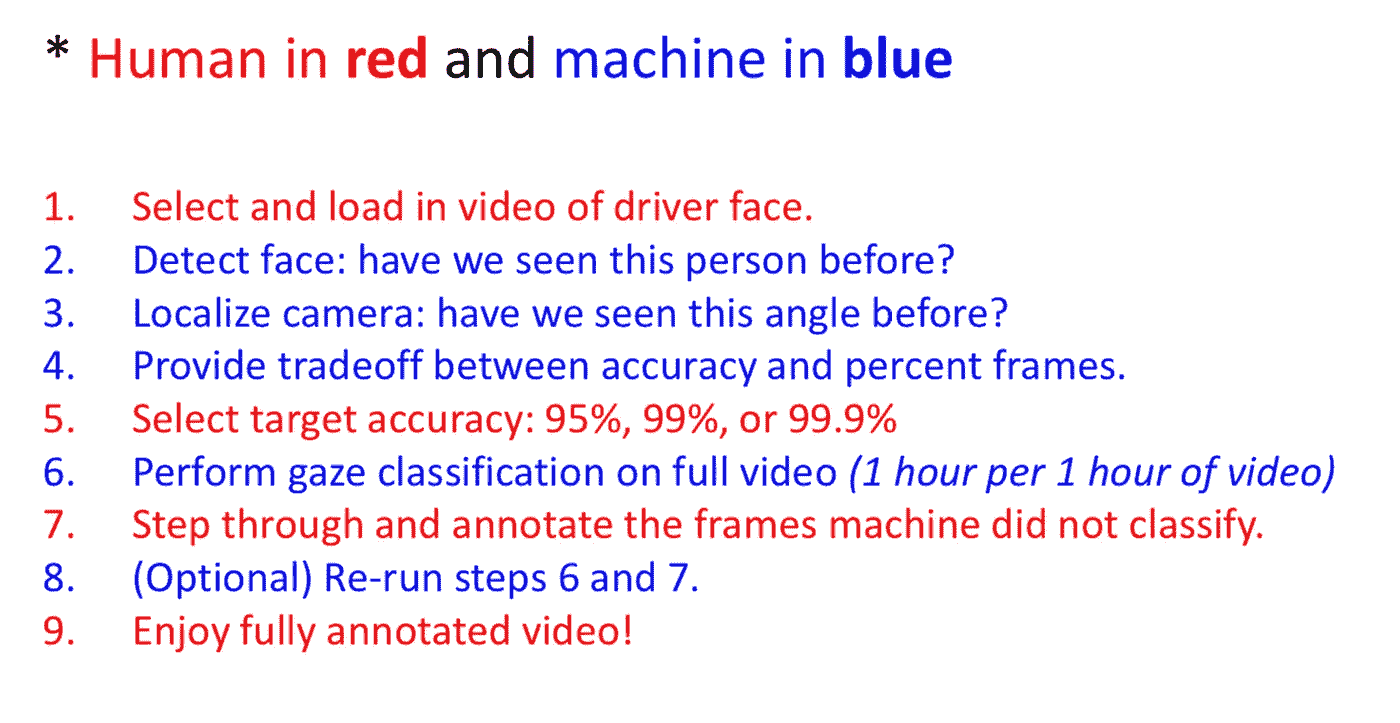 * Human in red and machine in blue
1. Select and load in video of driver face.
2. Detect face: have we seen this person before?
3. Localize camera: have we seen this angle before?
4. Provide tradeoff between accuracy and percent frames.
5. Select target accuracy: 95%, 99%, or 99.9%
6. Perform gaze classification on full video (1 hour per 1 hour of video)
7. Step through and annotate the frames machine did not classify.
8. (Optional) Re-run steps 6 and 7.
9. Enjoy fully annotated video!